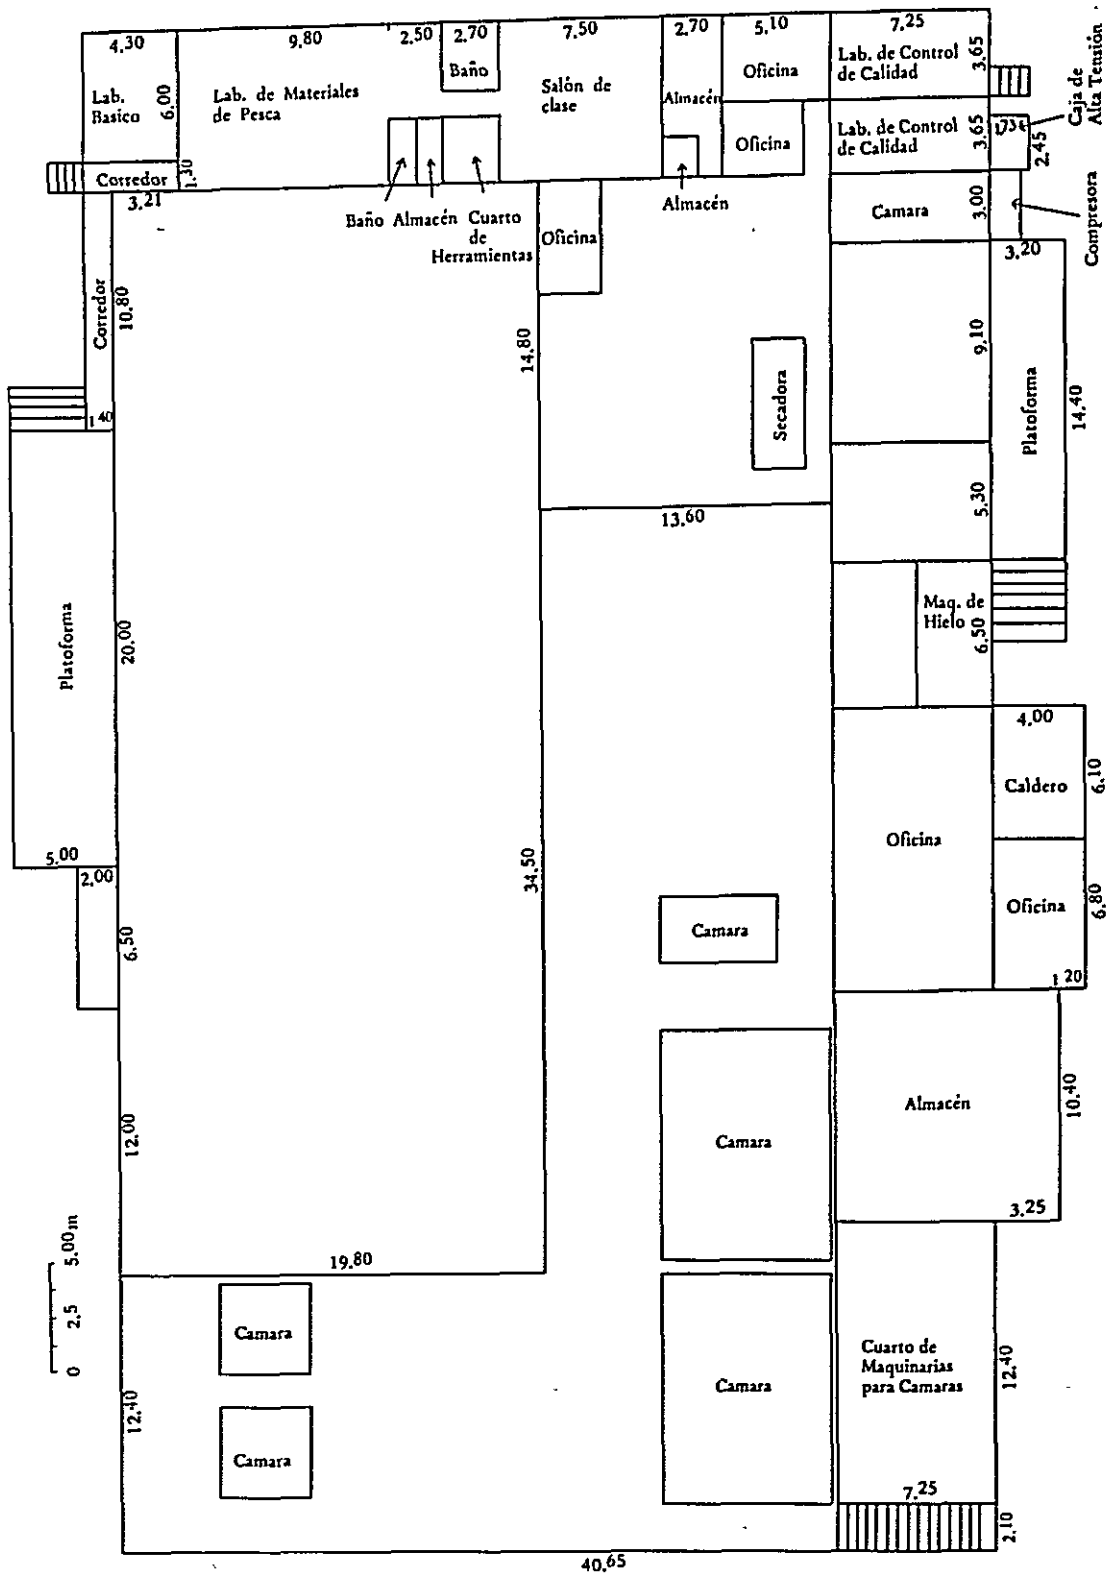 4,30
9,80
2,50
2,70
7,50
2,70
5,10
7,25
Lab.
Basico
6,00
Lab. de Materiales
de Pesca
Baño
Salón de
clase
Almacén
Oficina
Lab. de Control
de Calidad
3,65
Caja de
Alta Tensión
Oficina
Lab. de Control
de Calidad
3,65
1,73
2,45
Corredor
1,30
3,21
Baño
Almacén
Cuarto
de
Herramientas
Oficina
Almacén
Camara
3,00
Compresora
3,20
Corredor
10,80
14,80
Secadora
9,10
Platoforma
14,40
1,40
13,60
5,30
Platoforma
20,00
Maq. de
Hielo
6,50
4,00
Caldero
6,10
5,00
2,00
34,50
Oficina
Oficina
6,80
6,50
Camara
1,20
12,00
Camara
Almacén
10,40
3,25
5,00m
2,5
0
19,80
Camara
Camara
Cuarto de
Maquinarias
para Camaras
12,40
12,40
Camara
7,25
2,10
40,65